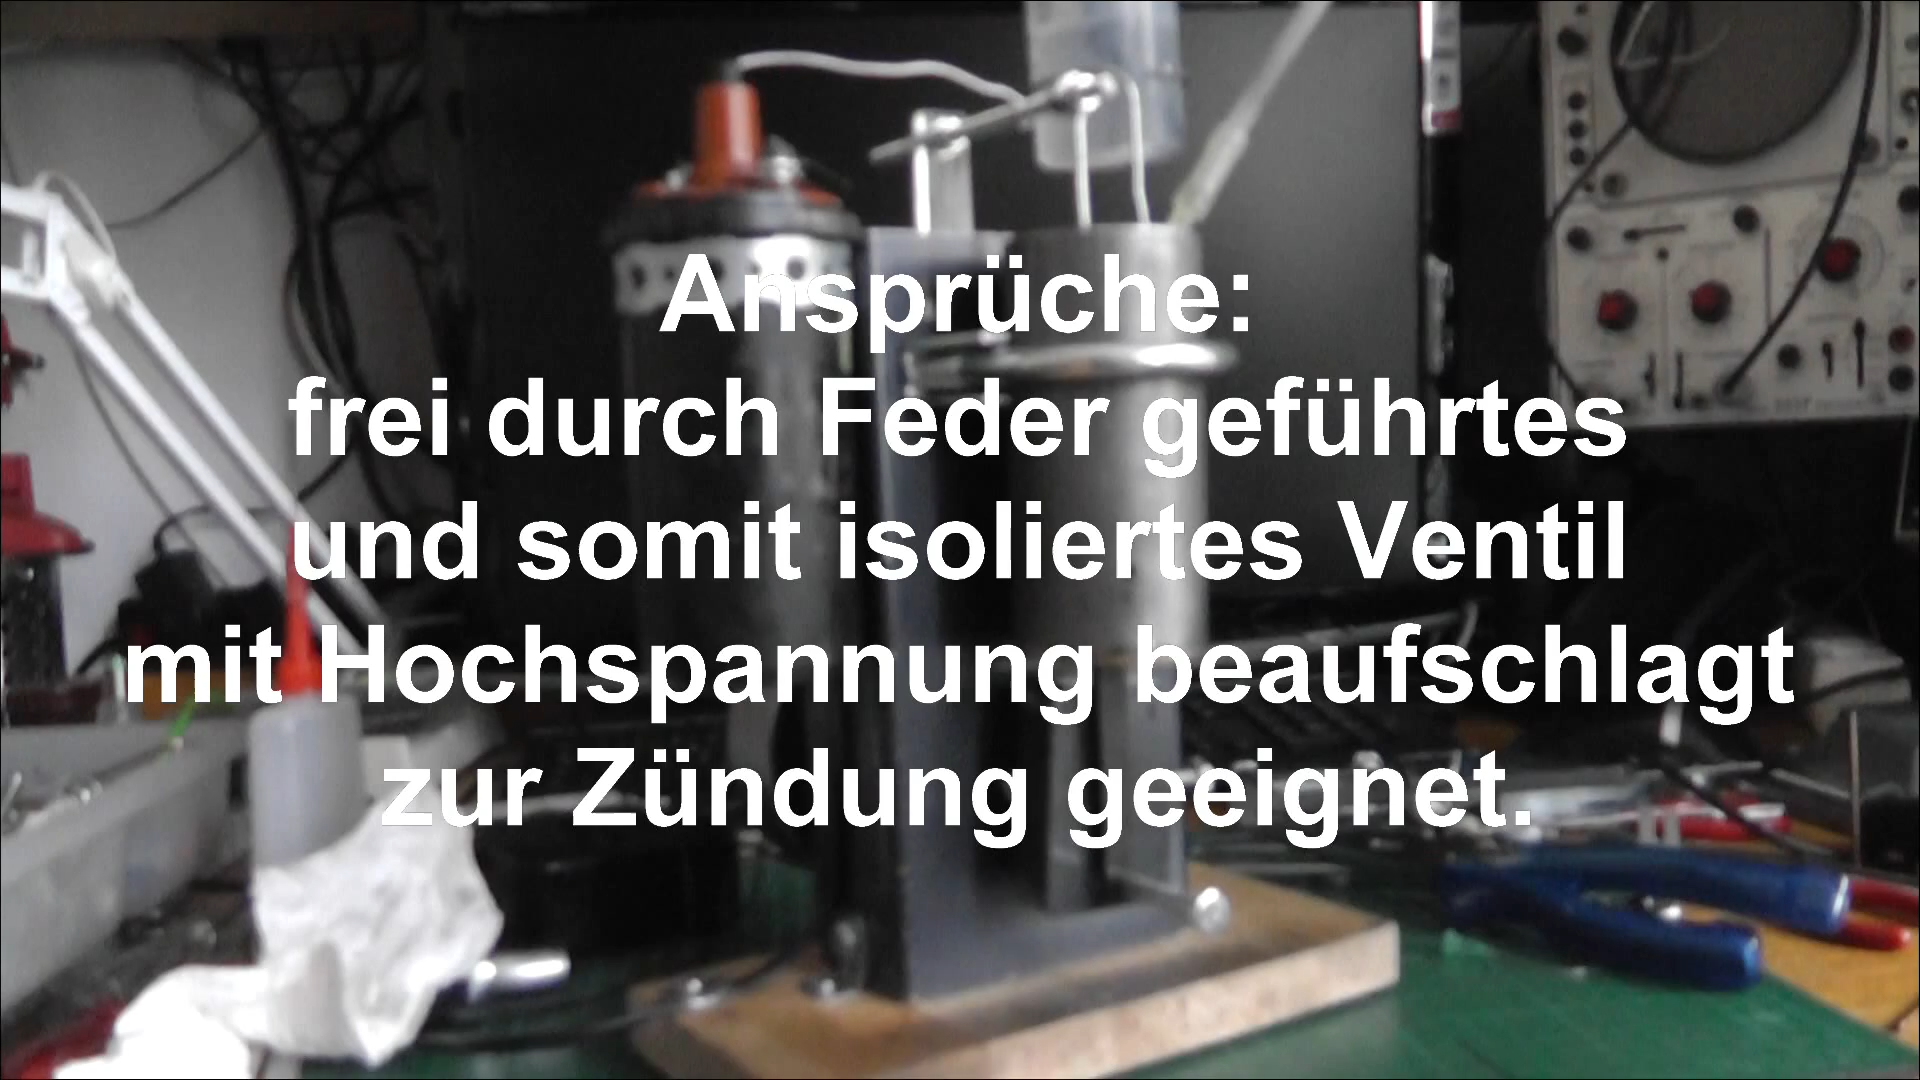 Ansprüche:
frei durch Feder geführtes
und somit isoliertes Ventil
mit Hochspannung beaufschlagt
zur Zündung geeignet.